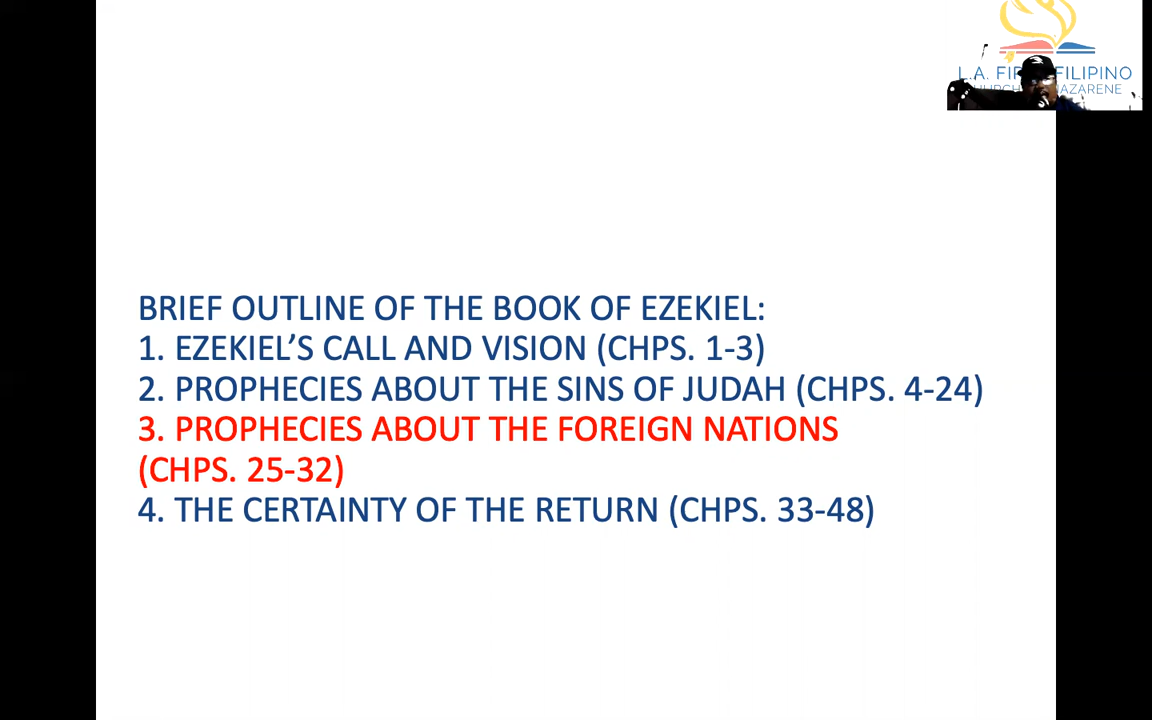 L.A. FI FILIPINO
AZARENE
BRIEF OUTLINE OF THE BOOK OF EZEKIEL:
1. EZEKIEL’S CALL AND VISION (CHPS. 1-3)
2. PROPHECIES ABOUT THE SINS OF JUDAH (CHPS. 4-24)
3. PROPHECIES ABOUT THE FOREIGN NATIONS
(CHPS. 25-32)
4. THE CERTAINTY OF THE RETURN (CHPS. 33-48)